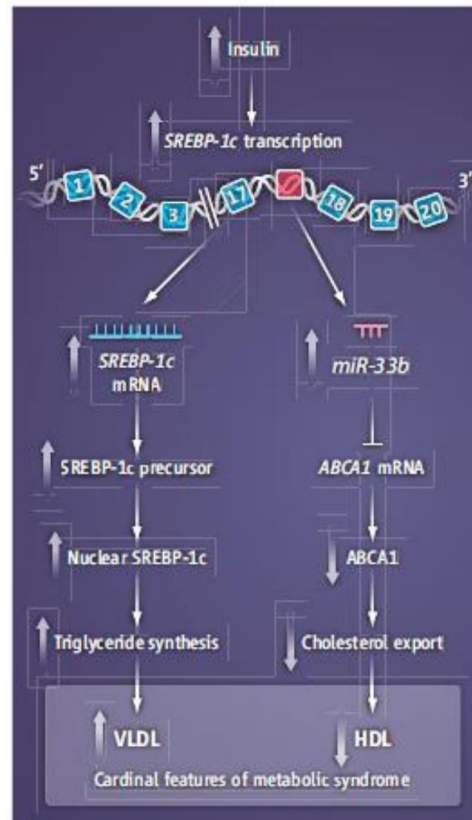 Insulin
SREBP-1c transcription
5′
1
2
3
17
18
19
20
3′
SREBP-1c
mRNA
miR-33b
SREBP-1c precursor
ABCA1 mRNA
Nuclear SREBP-1c
ABCA1
Triglyceride synthesis
Cholesterol export
VLDL
HDL
Cardinal features of metabolic syndrome